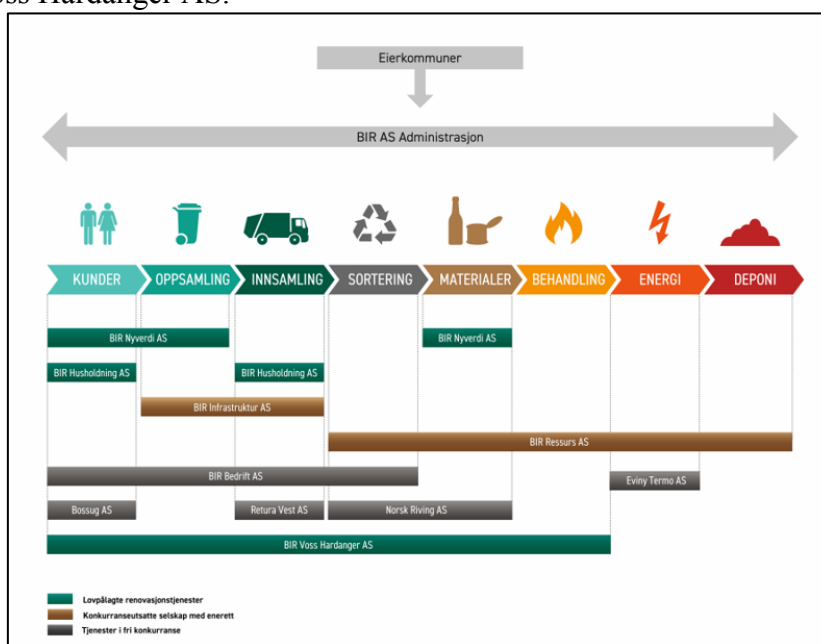 oss Hardanger AS.
Eierkommuner
BIR AS Administrasjon
KUNDER OPPSAMLING INNSAMLING SORTERING MATERIALER BEHANDLING ENERGI DEPONI
BIR Nyverdi AS BIR Nyverdi AS
BIR Husholdning AS BIR Husholdning AS
BIR Infrastruktur AS
BIR Ressurs AS
BIR Bedrift AS Eviny Termo AS
Bossug AS Retura Vest AS Norsk Riving AS
BIR Voss Hardanger AS
Lovpålagte renovasjonstjenester
Konkurranseutsatte selskap med enerett
Tjenester i fri konkurranse